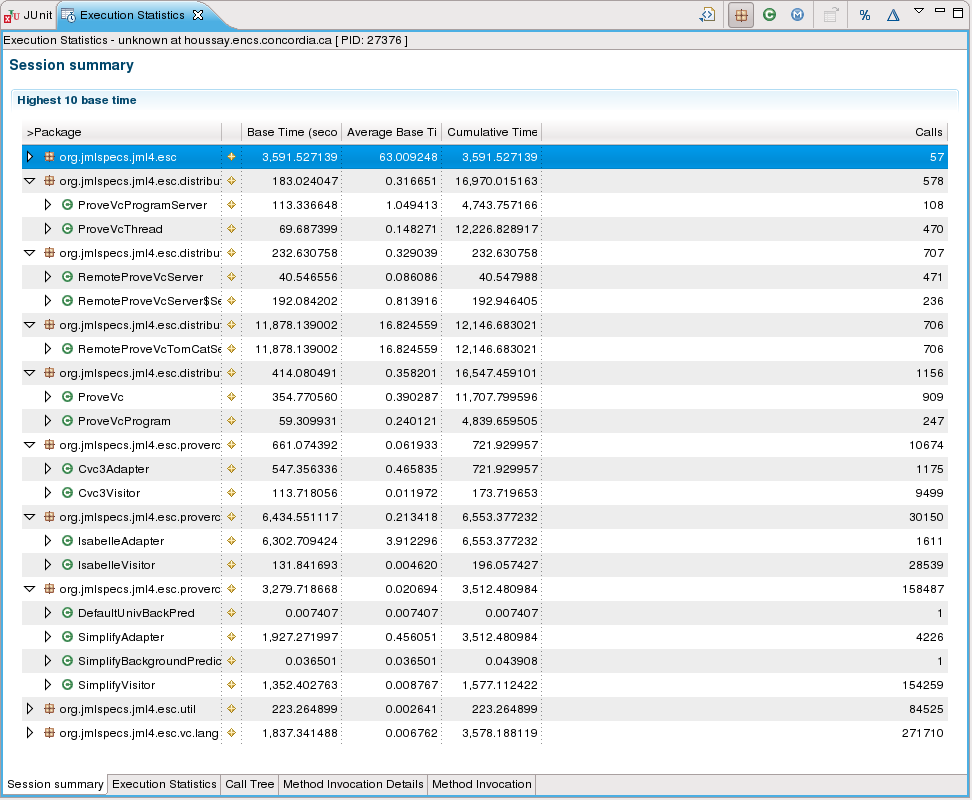 JUnit Execution Statistics
Execution Statistics - unknown at houssay.encs.concordia.ca [ PID: 27376 ]
Session summary
Highest 10 base time
>Package Base Time (seco Average Base Ti Cumulative Time Calls
org.jmlspecs.jml4.esc 3,591.527139 63.009248 3,591.527139 57
org.jmlspecs.jml4.esc.distribu 183.024047 0.316651 16,970.015163 578
ProveVcProgramServer 113.336648 1.049413 4,743.757166 108
ProveVcThread 69.687399 0.148271 12,226.828917 470
org.jmlspecs.jml4.esc.distribu 232.630758 0.329039 232.630758 707
RemoteProveVcServer 40.546556 0.086086 40.547988 471
RemoteProveVcServer$Se 192.084202 0.813916 192.946405 236
org.jmlspecs.jml4.esc.distribu 11,878.139002 16.824559 12,146.683021 706
RemoteProveVcTomCatSe 11,878.139002 16.824559 12,146.683021 706
org.jmlspecs.jml4.esc.distribu 414.080491 0.358201 16,547.459101 1156
ProveVc 354.770560 0.390287 11,707.799596 909
ProveVcProgram 59.309931 0.240121 4,839.659505 247
org.jmlspecs.jml4.esc.proverc 661.074392 0.061933 721.929957 10674
Cvc3Adapter 547.356336 0.465835 721.929957 1175
Cvc3Visitor 113.718056 0.011972 173.719653 9499
org.jmlspecs.jml4.esc.proverc 6,434.551117 0.213418 6,553.377232 30150
IsabelleAdapter 6,302.709424 3.912296 6,553.377232 1611
IsabelleVisitor 131.841693 0.004620 196.057427 28539
org.jmlspecs.jml4.esc.proverc 3,279.718668 0.020694 3,512.480984 158487
DefaultUnivBackPred 0.007407 0.007407 0.007407 1
SimplifyAdapter 1,927.271997 0.456051 3,512.480984 4226
SimplifyBackgroundPredic 0.036501 0.036501 0.043908 1
SimplifyVisitor 1,352.402763 0.008767 1,577.112422 154259
org.jmlspecs.jml4.esc.util 223.264899 0.002641 223.264899 84525
org.jmlspecs.jml4.esc.vc.lang 1,837.341488 0.006762 3,578.188119 271710
Session summary Execution Statistics Call Tree Method Invocation Details Method Invocation